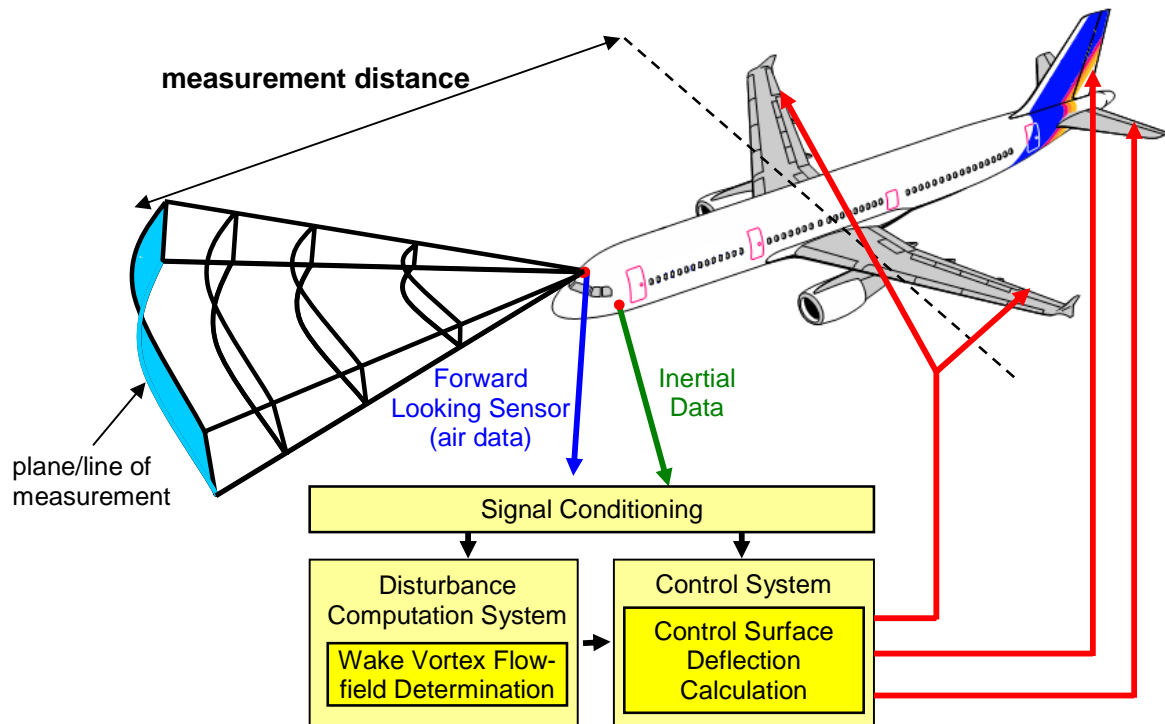 measurement distance
Forward
Looking Sensor
(air data)
Inertial
Data
plane/line of
measurement
Signal Conditioning
Disturbance
Computation System
Wake Vortex Flow-
field Determination
Control System
Control Surface
Deflection
Calculation